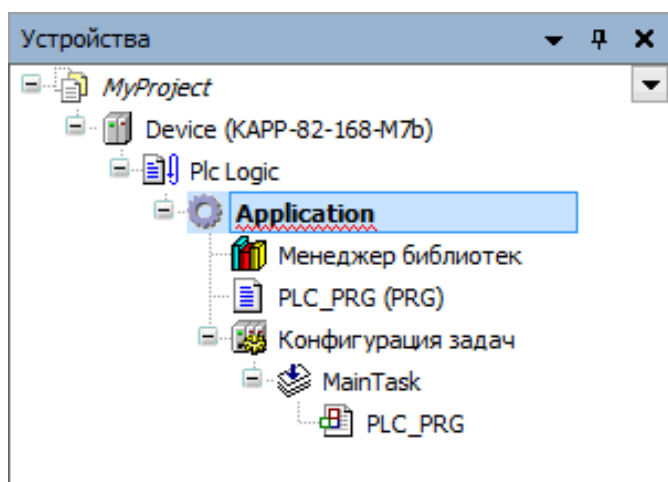 Устройства
MyProject
Device (KAPP-82-168-M7b)
Plc Logic
Application
Менеджер библиотек
PLC_PRG (PRG)
Конфигурация задач
MainTask
PLC_PRG